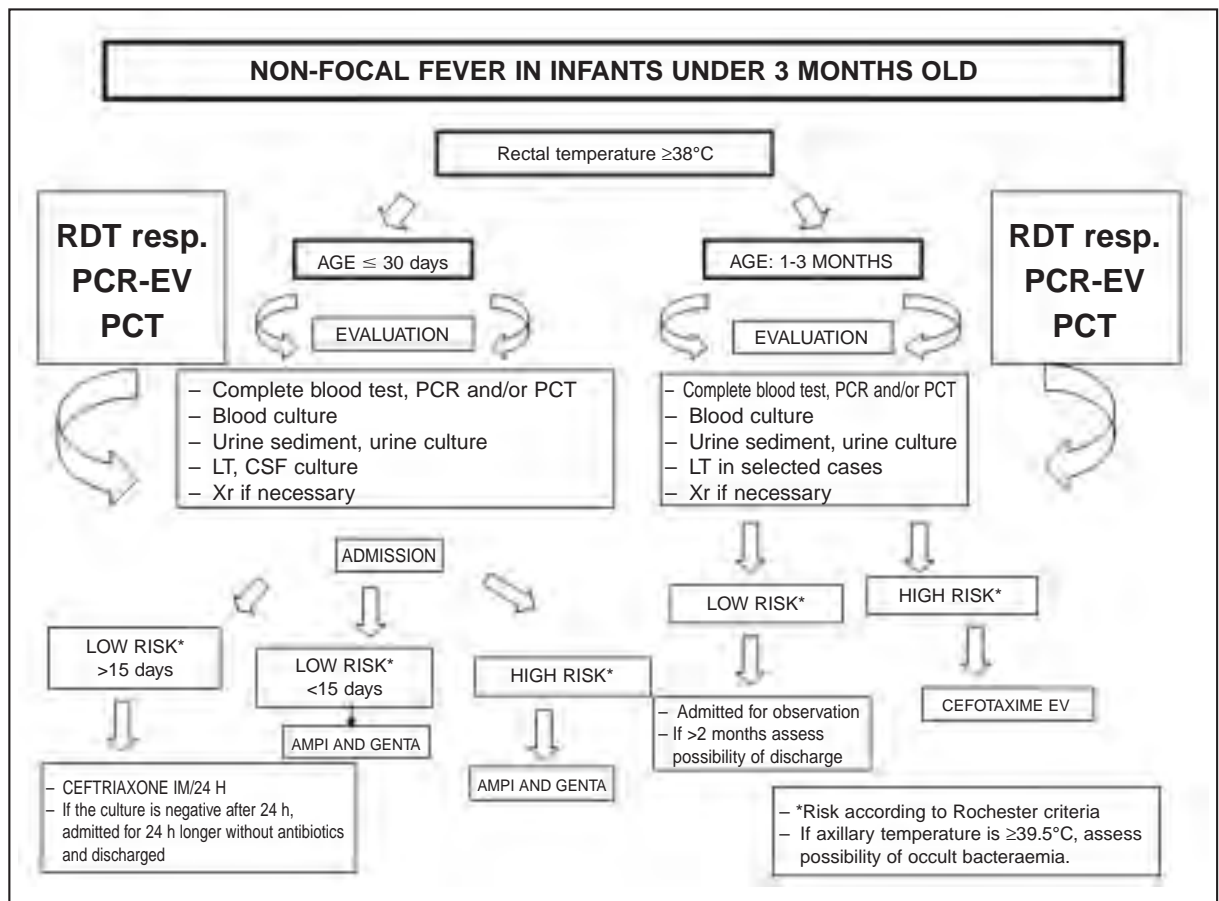 NON-FOCAL FEVER IN INFANTS UNDER 3 MONTHS OLD
Rectal temperature ≥38°C
RDT resp.
PCR-EV
PCT
AGE ≤ 30 days
AGE: 1-3 MONTHS
RDT resp.
PCR-EV
PCT
EVALUATION
EVALUATION
– Complete blood test, PCR and/or PCT
– Blood culture
– Urine sediment, urine culture
– LT, CSF culture
– Xr if necessary
– Complete blood test, PCR and/or PCT
– Blood culture
– Urine sediment, urine culture
– LT in selected cases
– Xr if necessary
ADMISSION
LOW RISK*
HIGH RISK*
LOW RISK*
>15 days
LOW RISK*
<15 days
HIGH RISK*
AMPI AND GENTA
AMPI AND GENTA
– Admitted for observation
– If >2 months assess
possibility of discharge
CEFOTAXIME EV
– CEFTRIAXONE IM/24 H
– If the culture is negative after 24 h,
admitted for 24 h longer without antibiotics
and discharged
– *Risk according to Rochester criteria
– If axillary temperature is ≥39.5°C, assess
possibility of occult bacteraemia.